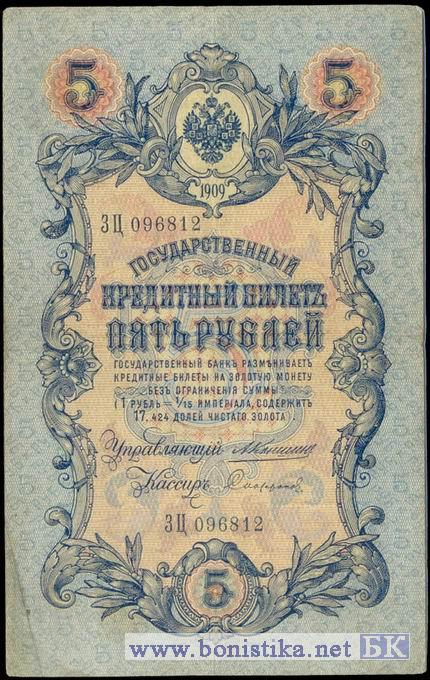 5 5
1909
ЗЦ 096812
ГОСУДАРСТВЕННЫЙ
КРЕДИТНЫЙ БИЛЕТЪ
ПЯТЬ РУБЛЕЙ
ГОСУДАРСТВЕННЫЙ БАНКЪ РАЗМѢНИВАЕТЪ
КРЕДИТНЫЕ БИЛЕТЫ НА ЗОЛОТУЮ МОНЕТУ
БЕЗЪ ОГРАНИЧЕНІЯ СУММЫ
(1 РУБЛЬ = 1/15 ИМПЕРІАЛА, СОДЕРЖИТЪ
17,424 ДОЛЕЙ ЧИСТАГО ЗОЛОТА)
Управляющій
Кассиръ
ЗЦ 096812
5
www.bonistika.net БК